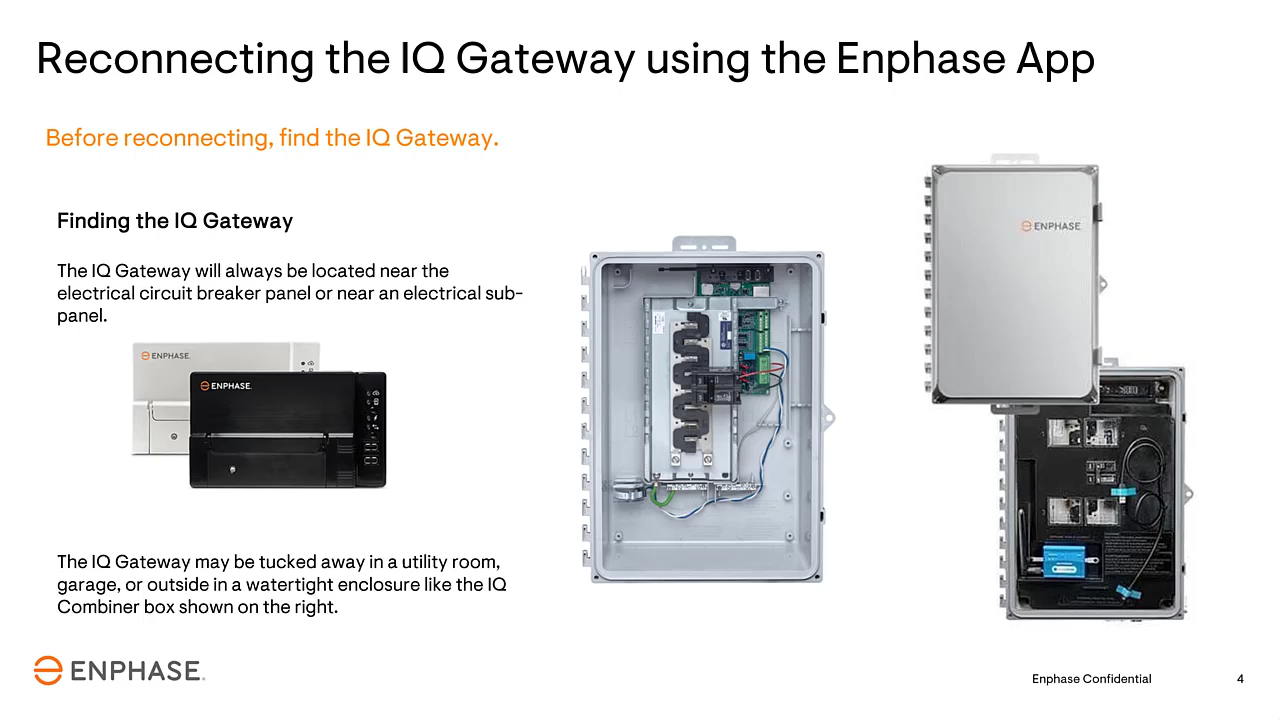 Reconnecting the IQ Gateway using the Enphase App
Before reconnecting, find the IQ Gateway.
Finding the IQ Gateway
The IQ Gateway will always be located near the
electrical circuit breaker panel or near an electrical sub-
panel.
ENPHASE.
ENPHASE.
ENPHASE.
The IQ Gateway may be tucked away in a utility room,
garage, or outside in a watertight enclosure like the IQ
Combiner box shown on the right.
ENPHASE.
Enphase Confidential
4